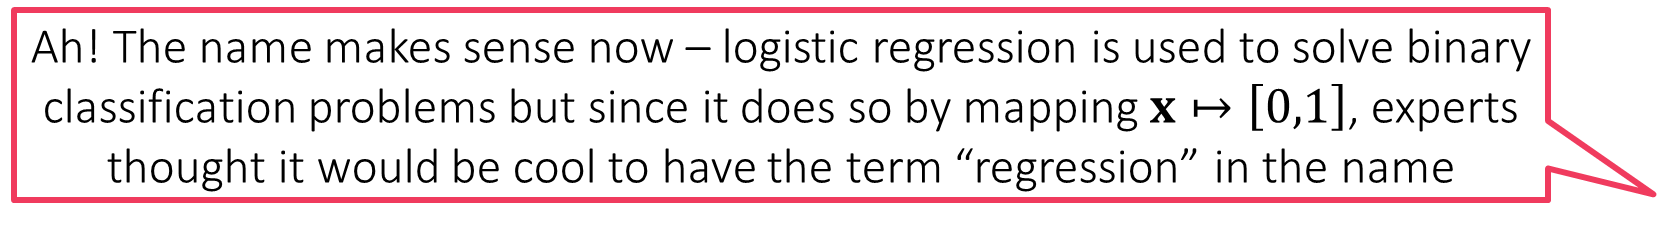 Ah! The name makes sense now – logistic regression is used to solve binary
classification problems but since it does so by mapping 𝐱 ↦ [0,1], experts
thought it would be cool to have the term “regression” in the name